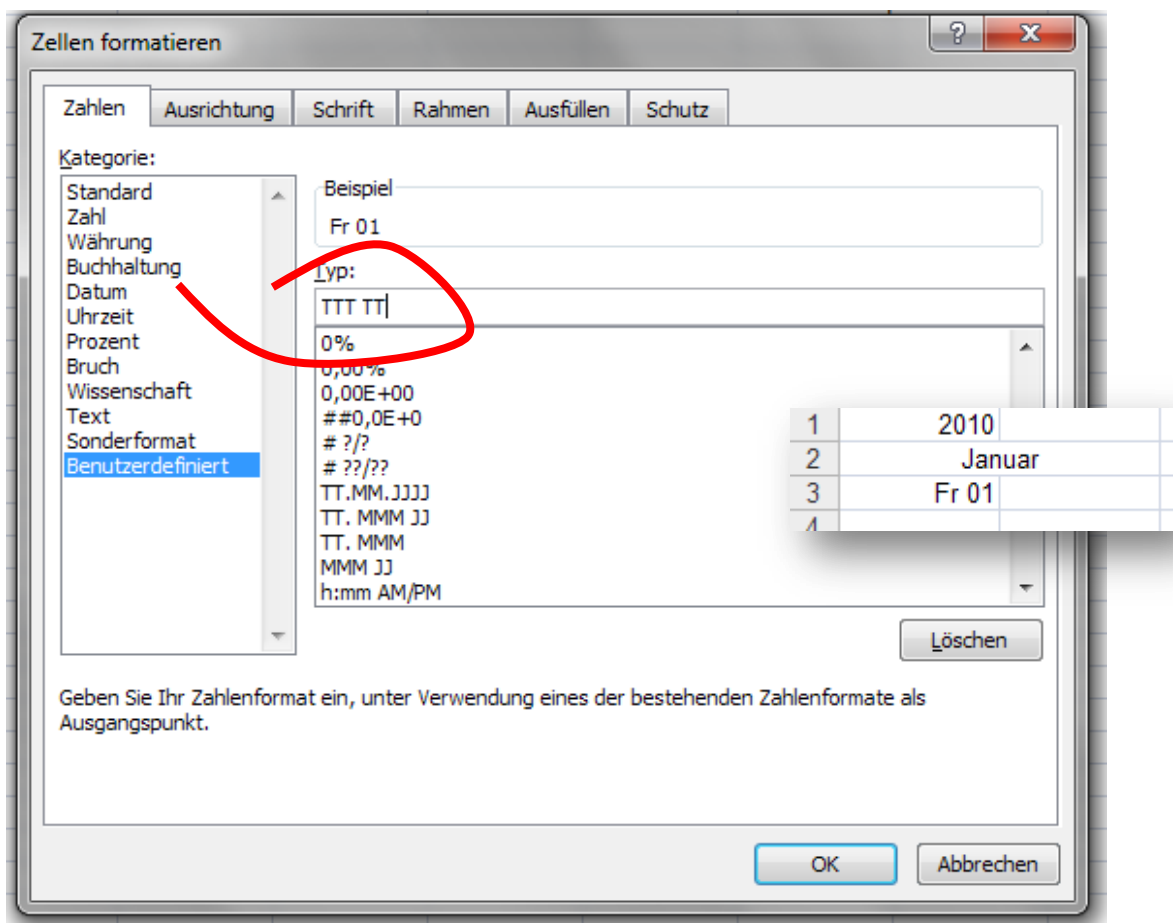 Zellen formatieren
Zahlen Ausrichtung Schrift Rahmen Ausfüllen Schutz
Kategorie:
Standard
Zahl
Währung
Buchhaltung
Datum
Uhrzeit
Prozent
Bruch
Wissenschaft
Text
Sonderformat
Benutzerdefiniert
Beispiel
Fr 01
Typ:
TTT TT
0%
0,00%
0,00E+00
##0,0E+0
# ?/?
# ??/??
TT.MM.JJJJ
TT. MMM JJ
TT. MMM
MMM JJ
h:mm AM/PM
Löschen
1 2010
2 Januar
3 Fr 01
4
Geben Sie Ihr Zahlenformat ein, unter Verwendung eines der bestehenden Zahlenformate als
Ausgangspunkt.
OK Abbrechen